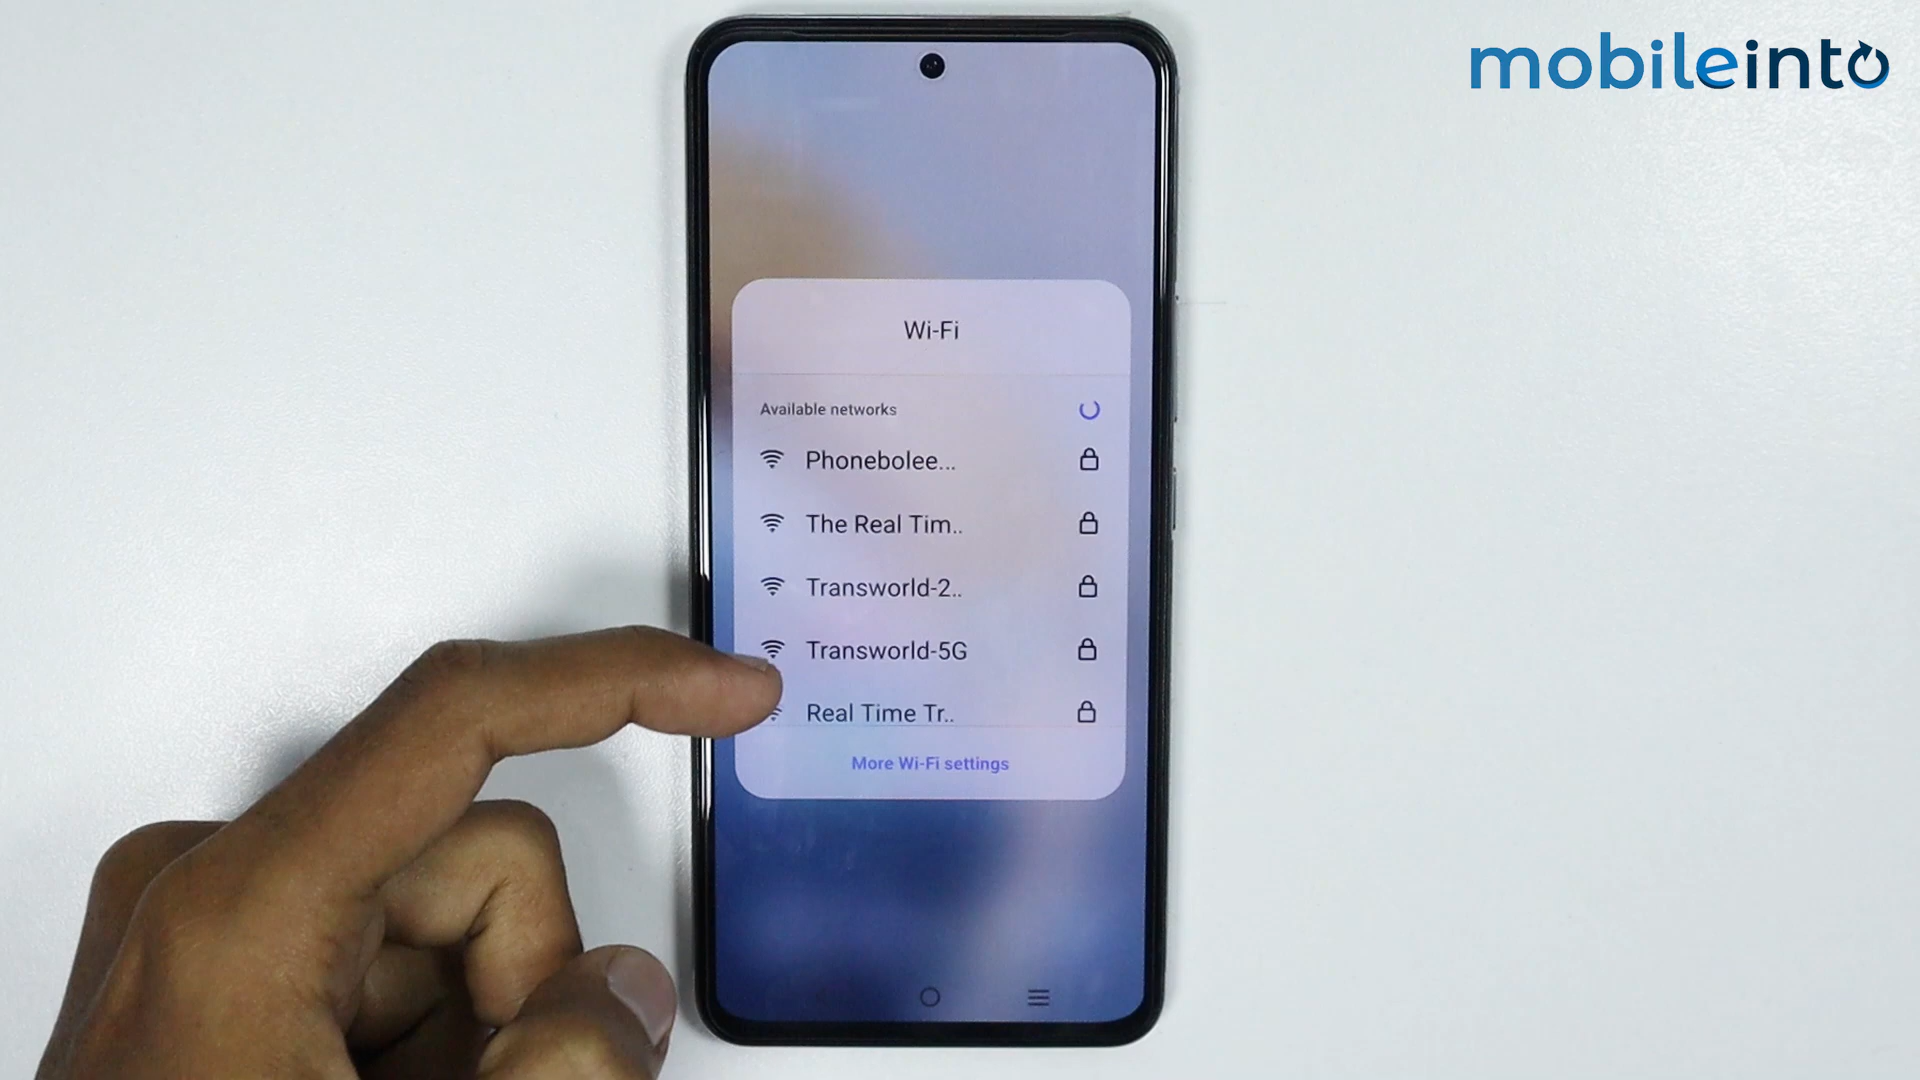 mobileinto
Wi-Fi
Available networks
Phonebolee...
The Real Tim..
Transworld-2..
Transworld-5G
Real Time Tr..
More Wi-Fi settings